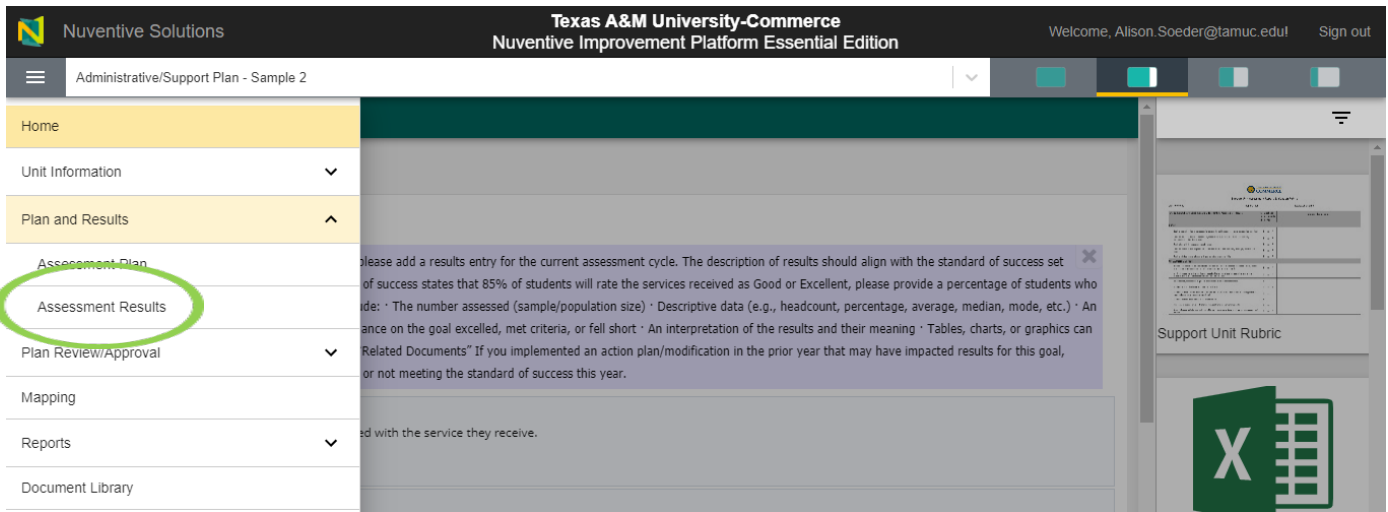 Nuventive Solutions
Texas A&M University-Commerce
Nuventive Improvement Platform Essential Edition
Welcome, Alison.Soeder@tamuc.edu!
Sign out
Administrative/Support Plan - Sample 2
Home
Unit Information
Plan and Results
Assessment Plan
Assessment Results
Plan Review/Approval
Mapping
Reports
Document Library
please add a results entry for the current assessment cycle. The description of results should align with the standard of success set
of success states that 85% of students will rate the services received as Good or Excellent, please provide a percentage of students who
ude: · The number assessed (sample/population size) · Descriptive data (e.g., headcount, percentage, average, median, mode, etc.) · An
ance on the goal excelled, met criteria, or fell short · An interpretation of the results and their meaning · Tables, charts, or graphics can
"Related Documents" If you implemented an action plan/modification in the prior year that may have impacted results for this goal,
or not meeting the standard of success this year.
ed with the service they receive.
COMMERCE
Support Unit Rubric
X